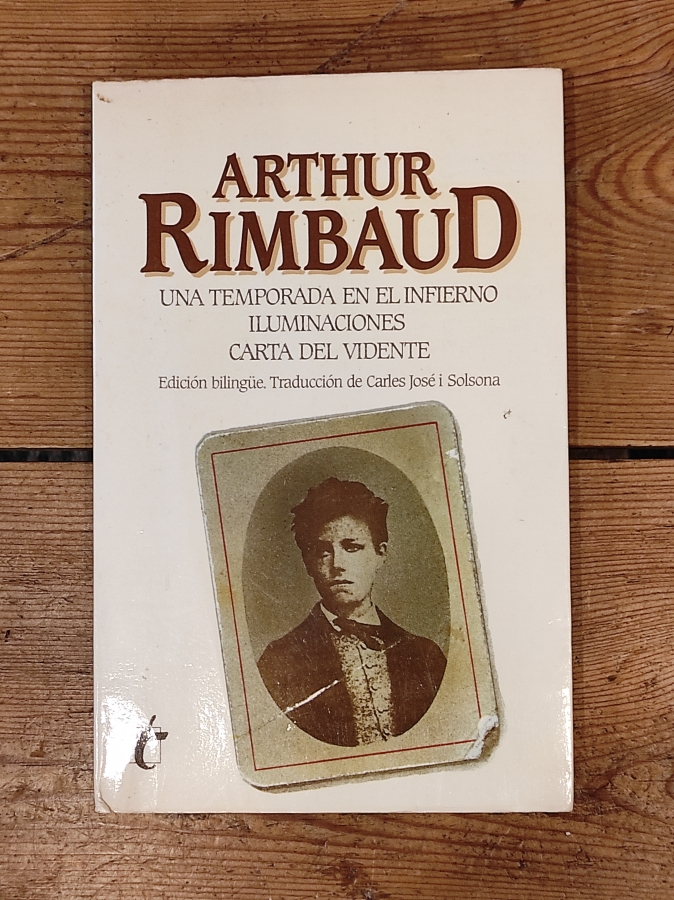 ARTHUR
RIMBAUD
UNA TEMPORADA EN EL INFIERNO
ILUMINACIONES
CARTA DEL VIDENTE
Edición bilingüe. Traducción de Carles José i Solsona